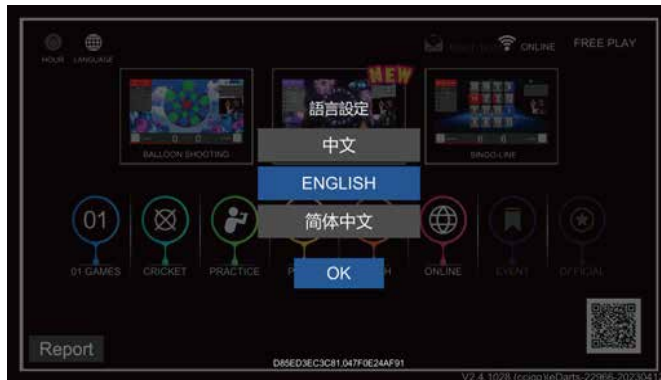 HOUR
LANGUAGE
ONLINE
FREE PLAY
NEW
語言設定
中文
ENGLISH
简体中文
OK
BALLOON SHOOTING
BINGO-LINE
01
01 GAMES
CRICKET
PRACTICE
ONLINE
EVENT
OFFICIAL
Report
D85ED3EC3C81,047F0E24AF91